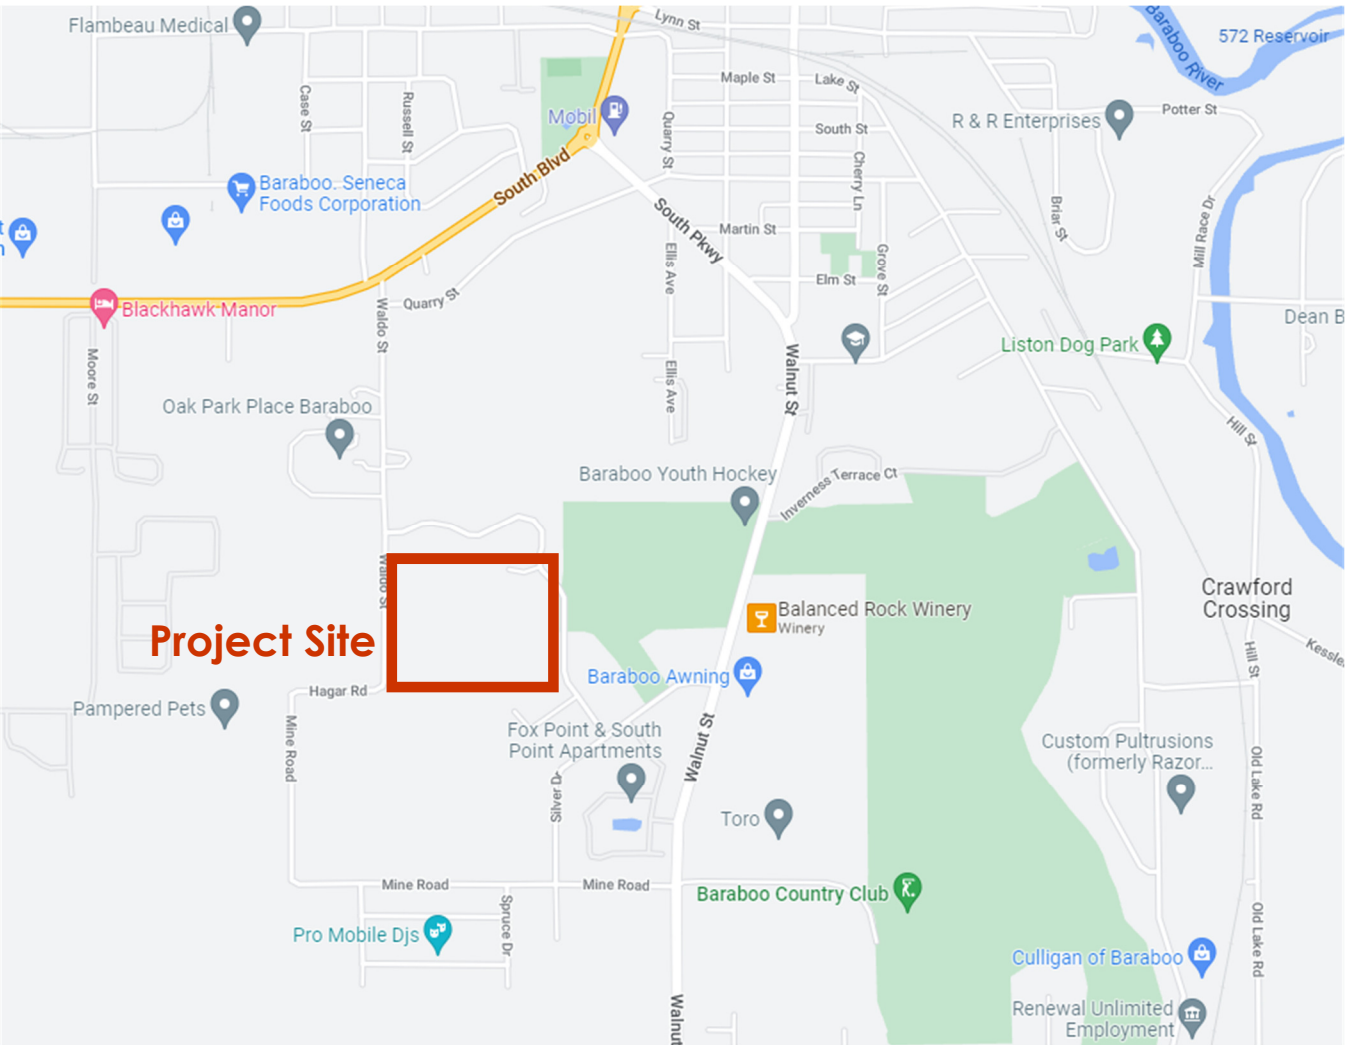 Lynn St
Flambeau Medical
572 Reservoir
Baraboo River
Maple St
Lake St
Case St
Russell St
Mobil
Quarry St
South St
R & R Enterprises
Potter St
South Blvd
Cherry Ln
Baraboo. Seneca
Foods Corporation
South Pkwy
Martin St
Briar St
Mill Race Dr
Ellis Ave
Grove St
Elm St
Blackhawk Manor
Quarry St
Waldo St
Dean B
Liston Dog Park
Moore St
Walnut St
Ellis Ave
Oak Park Place Baraboo
Hill St
Baraboo Youth Hockey
Inverness Terrace Ct
Waldo St
Crawford
Crossing
Balanced Rock Winery
Winery
Project Site
Kessle
Hill St
Baraboo Awning
Hagar Rd
Pampered Pets
Mine Road
Fox Point & South
Point Apartments
Walnut St
Custom Pultrusions
(formerly Razor...
Silver D
Old Lake Rd
Toro
Mine Road
Mine Road
Baraboo Country Club
Spruce Dr
Pro Mobile Djs
Old Lake Rd
Culligan of Baraboo
Renewal Unlimited
Employment
Walnut